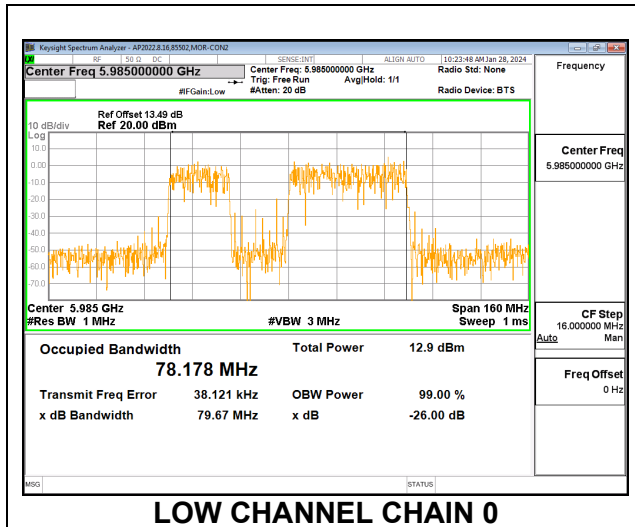 Keysight Spectrum Analyzer - AP2022.8.16,85502,MOR-CON2
RF 50 Ω DC SENSE:INT ALIGN AUTO 10:23:48 AM Jan 28, 2024
Center Freq 5.985000000 GHz
Center Freq: 5.985000000 GHz
Radio Std: None
Trig: Free Run Avg|Hold: 1/1
#IFGain:Low
#Atten: 20 dB
Radio Device: BTS
Frequency
Ref Offset 13.49 dB
10 dB/div Ref 20.00 dBm
Log
10.0
0.00
-10.0
-20.0
-30.0
-40.0
-50.0
-60.0
-70.0
Center 5.985 GHz
Span 160 MHz
#Res BW 1 MHz
#VBW 3 MHz
Sweep 1 ms
Center Freq
5.985000000 GHz
CF Step
16.000000 MHz
Auto Man
Freq Offset
0 Hz
Occupied Bandwidth
78.178 MHz
Total Power 12.9 dBm
Transmit Freq Error 38.121 kHz
OBW Power 99.00 %
x dB Bandwidth 79.67 MHz
x dB -26.00 dB
MSG
STATUS
LOW CHANNEL CHAIN 0